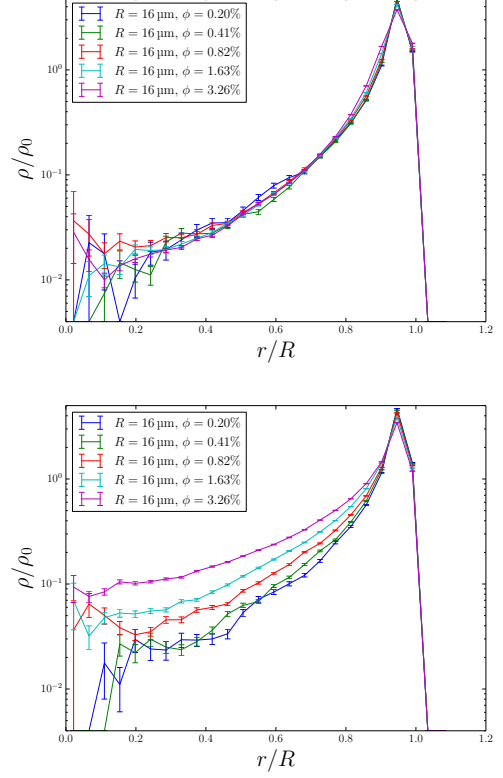 ρ/ρ₀
10⁰
10⁻¹
10⁻²
R = 16 µm, ϕ = 0.20%
R = 16 µm, ϕ = 0.41%
R = 16 µm, ϕ = 0.82%
R = 16 µm, ϕ = 1.63%
R = 16 µm, ϕ = 3.26%
0.0 0.2 0.4 0.6 0.8 1.0 1.2
r/R
ρ/ρ₀
10⁰
10⁻¹
10⁻²
R = 16 µm, ϕ = 0.20%
R = 16 µm, ϕ = 0.41%
R = 16 µm, ϕ = 0.82%
R = 16 µm, ϕ = 1.63%
R = 16 µm, ϕ = 3.26%
0.0 0.2 0.4 0.6 0.8 1.0 1.2
r/R